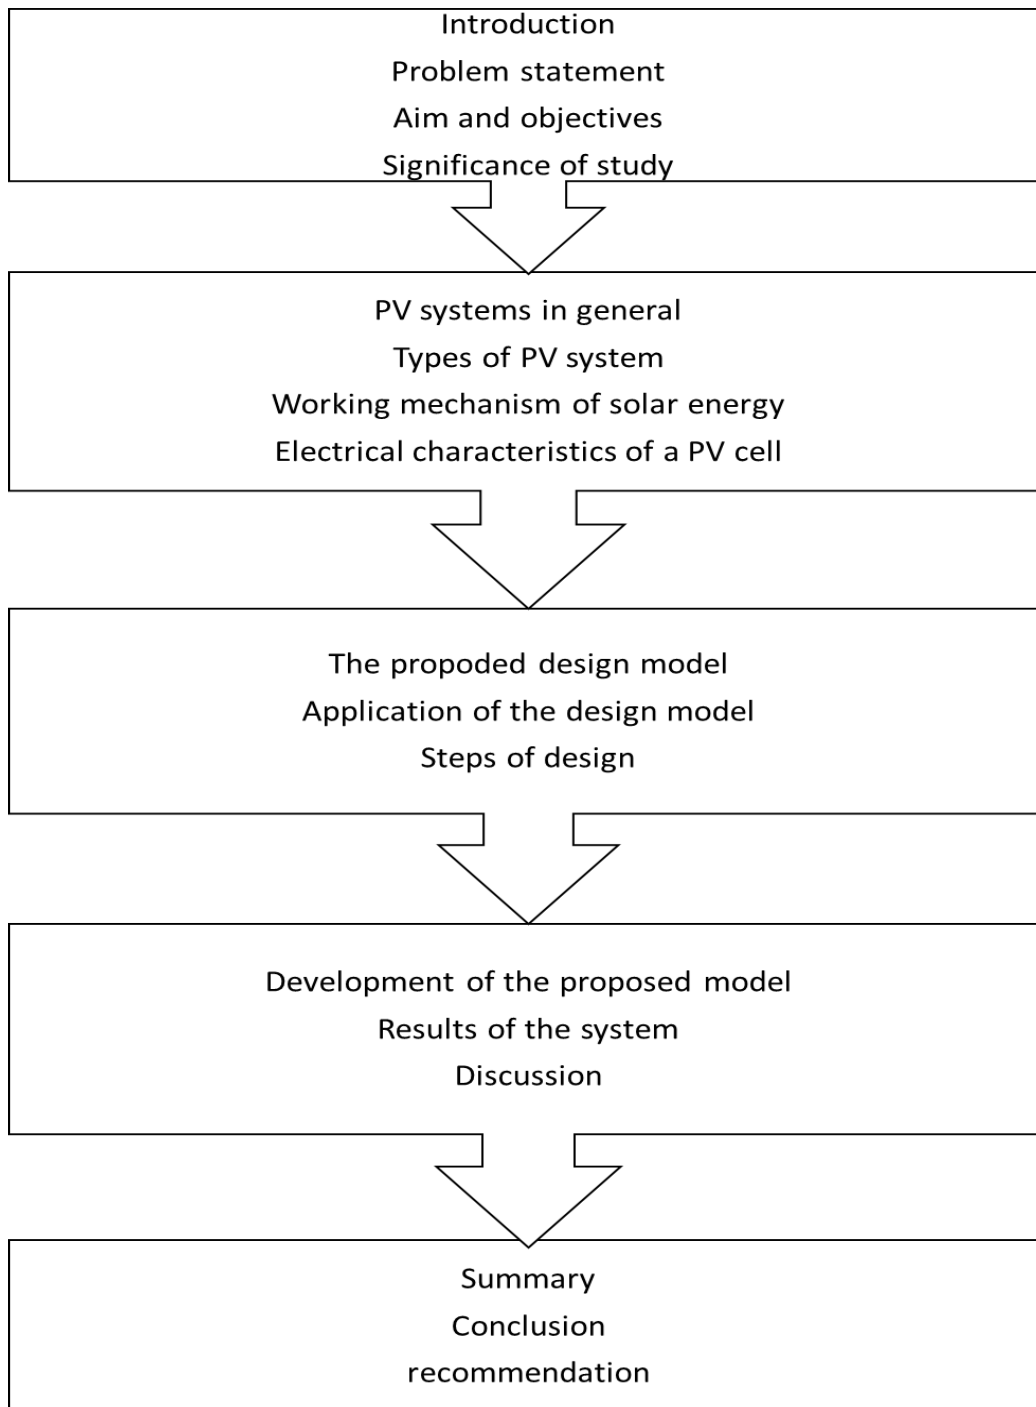 Introduction
Problem statement
Aim and objectives
Significance of study
PV systems in general
Types of PV system
Working mechanism of solar energy
Electrical characteristics of a PV cell
The propoded design model
Application of the design model
Steps of design
Development of the proposed model
Results of the system
Discussion
Summary
Conclusion
recommendation